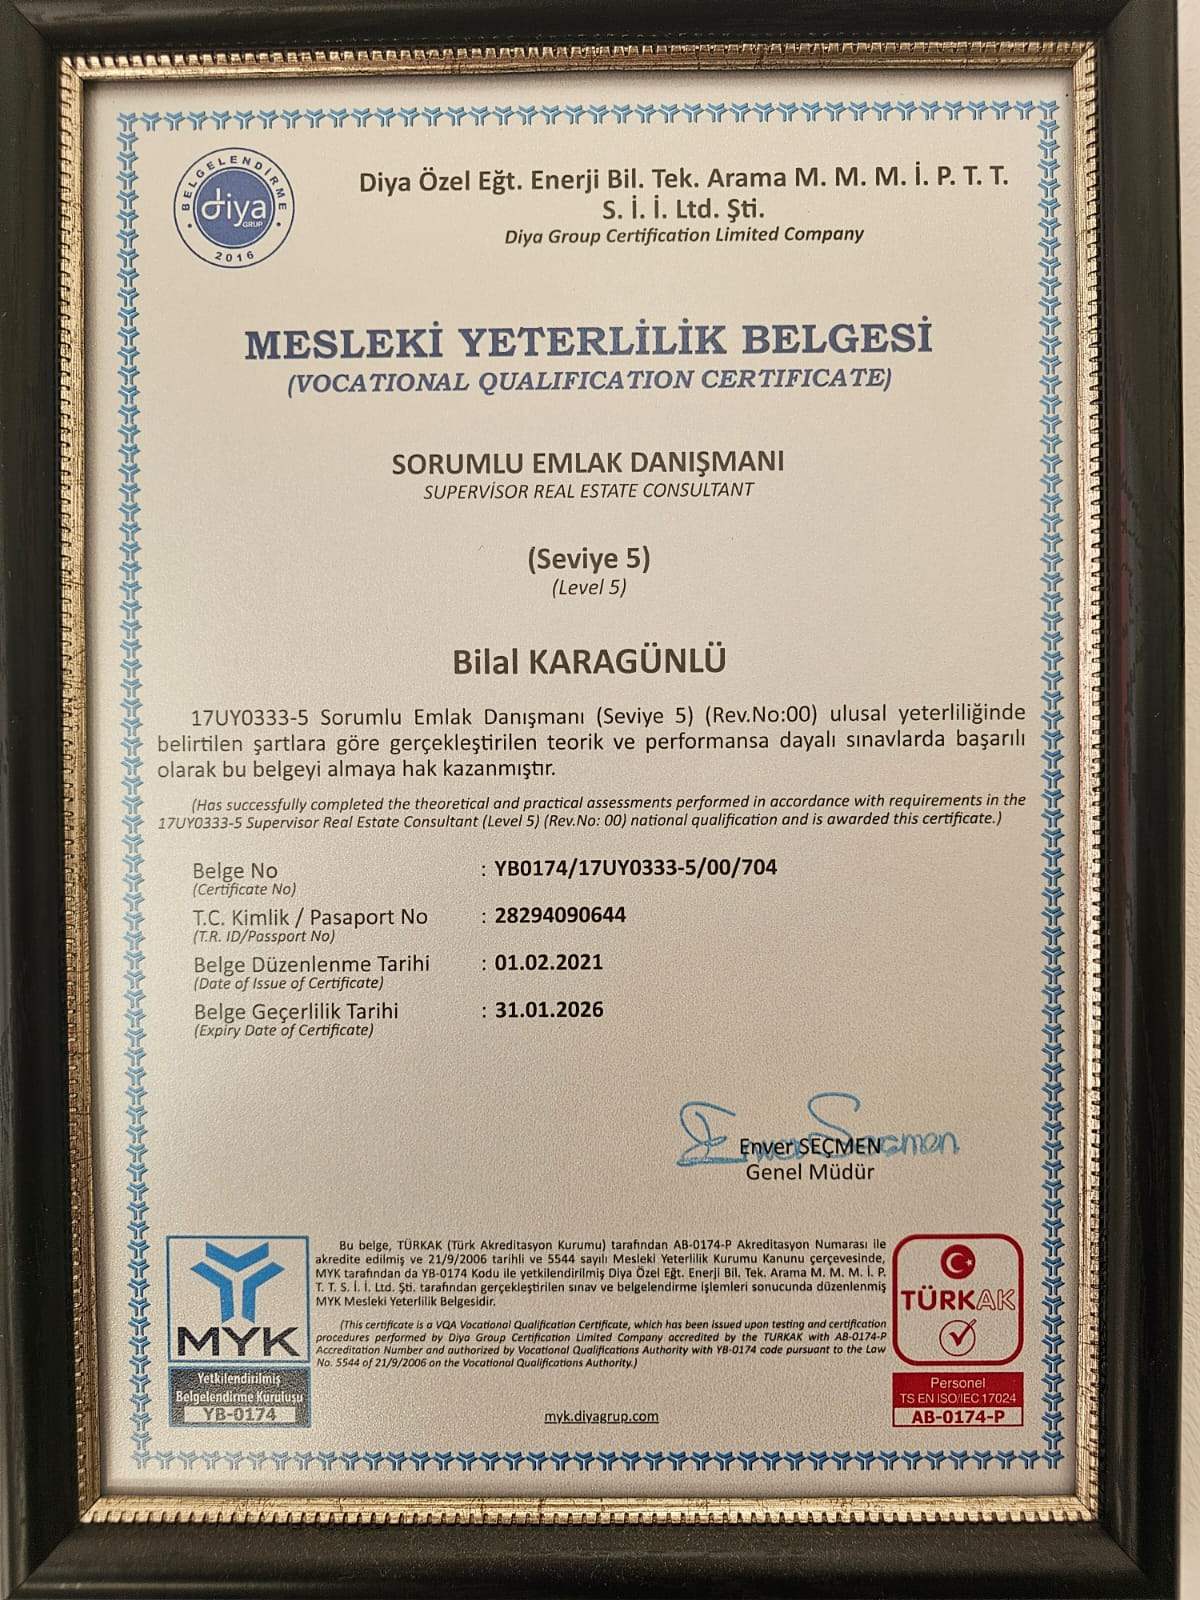 BELGELENDİRME
diya
GRUP
2016
Diya Özel Eğt. Enerji Bil. Tek. Arama M. M. M. İ. P. T. T.
S. İ. İ. Ltd. Şti.
Diya Group Certification Limited Company
MESLEKİ YETERLİLİK BELGESİ
(VOCATIONAL QUALIFICATION CERTIFICATE)
SORUMLU EMLAK DANIŞMANI
SUPERVİSOR REAL ESTATE CONSULTANT
(Seviye 5)
(Level 5)
Bilal KARAGÜNLÜ
17UY0333-5 Sorumlu Emlak Danışmanı (Seviye 5) (Rev.No:00) ulusal yeterliliğinde
belirtilen şartlara göre gerçekleştirilen teorik ve performansa dayalı sınavlarda başarılı
olarak bu belgeyi almaya hak kazanmıştır.
(Has successfully completed the theoretical and practical assessments performed in accordance with requirements in the
17UY0333-5 Supervisor Real Estate Consultant (Level 5) (Rev.No: 00) national qualification and is awarded this certificate.)
Belge No : YB0174/17UY0333-5/00/704
(Certificate No)
T.C. Kimlik / Pasaport No : 28294090644
(T.R. ID/Passport No)
Belge Düzenlenme Tarihi : 01.02.2021
(Date of Issue of Certificate)
Belge Geçerlilik Tarihi : 31.01.2026
(Expiry Date of Certificate)
Enver Seçmen
Enver SEÇMEN
Genel Müdür
Bu belge, TÜRKAK (Türk Akreditasyon Kurumu) tarafından AB-0174-P Akreditasyon Numarası ile
akredite edilmiş ve 21/9/2006 tarihli ve 5544 sayılı Mesleki Yeterlilik Kurumu Kanunu çerçevesinde,
MYK tarafından da YB-0174 Kodu ile yetkilendirilmiş Diya Özel Eğt. Enerji Bil. Tek. Arama M. M. M. İ. P.
T. T. S. İ. İ. Ltd. Şti. tarafından gerçekleştirilen sınav ve belgelendirme işlemleri sonucunda düzenlenmiş
MYK Mesleki Yeterlilik Belgesidir.
(This certificate is a VQA Vocational Qualification Certificate, which has been issued upon testing and certification
procedures performed by Diya Group Certification Limited Company accredited by the TURKAK with AB-0174-P
Accreditation Number and authorized by Vocational Qualifications Authority with YB-0174 code pursuant to the Law
No. 5544 of 21/9/2006 on the Vocational Qualifications Authority.)
MYK
Yetkilendirilmiş
Belgelendirme Kuruluşu
YB-0174
myk.diyagrup.com
TÜRKAK
Personel
TS EN ISO/IEC 17024
AB-0174-P